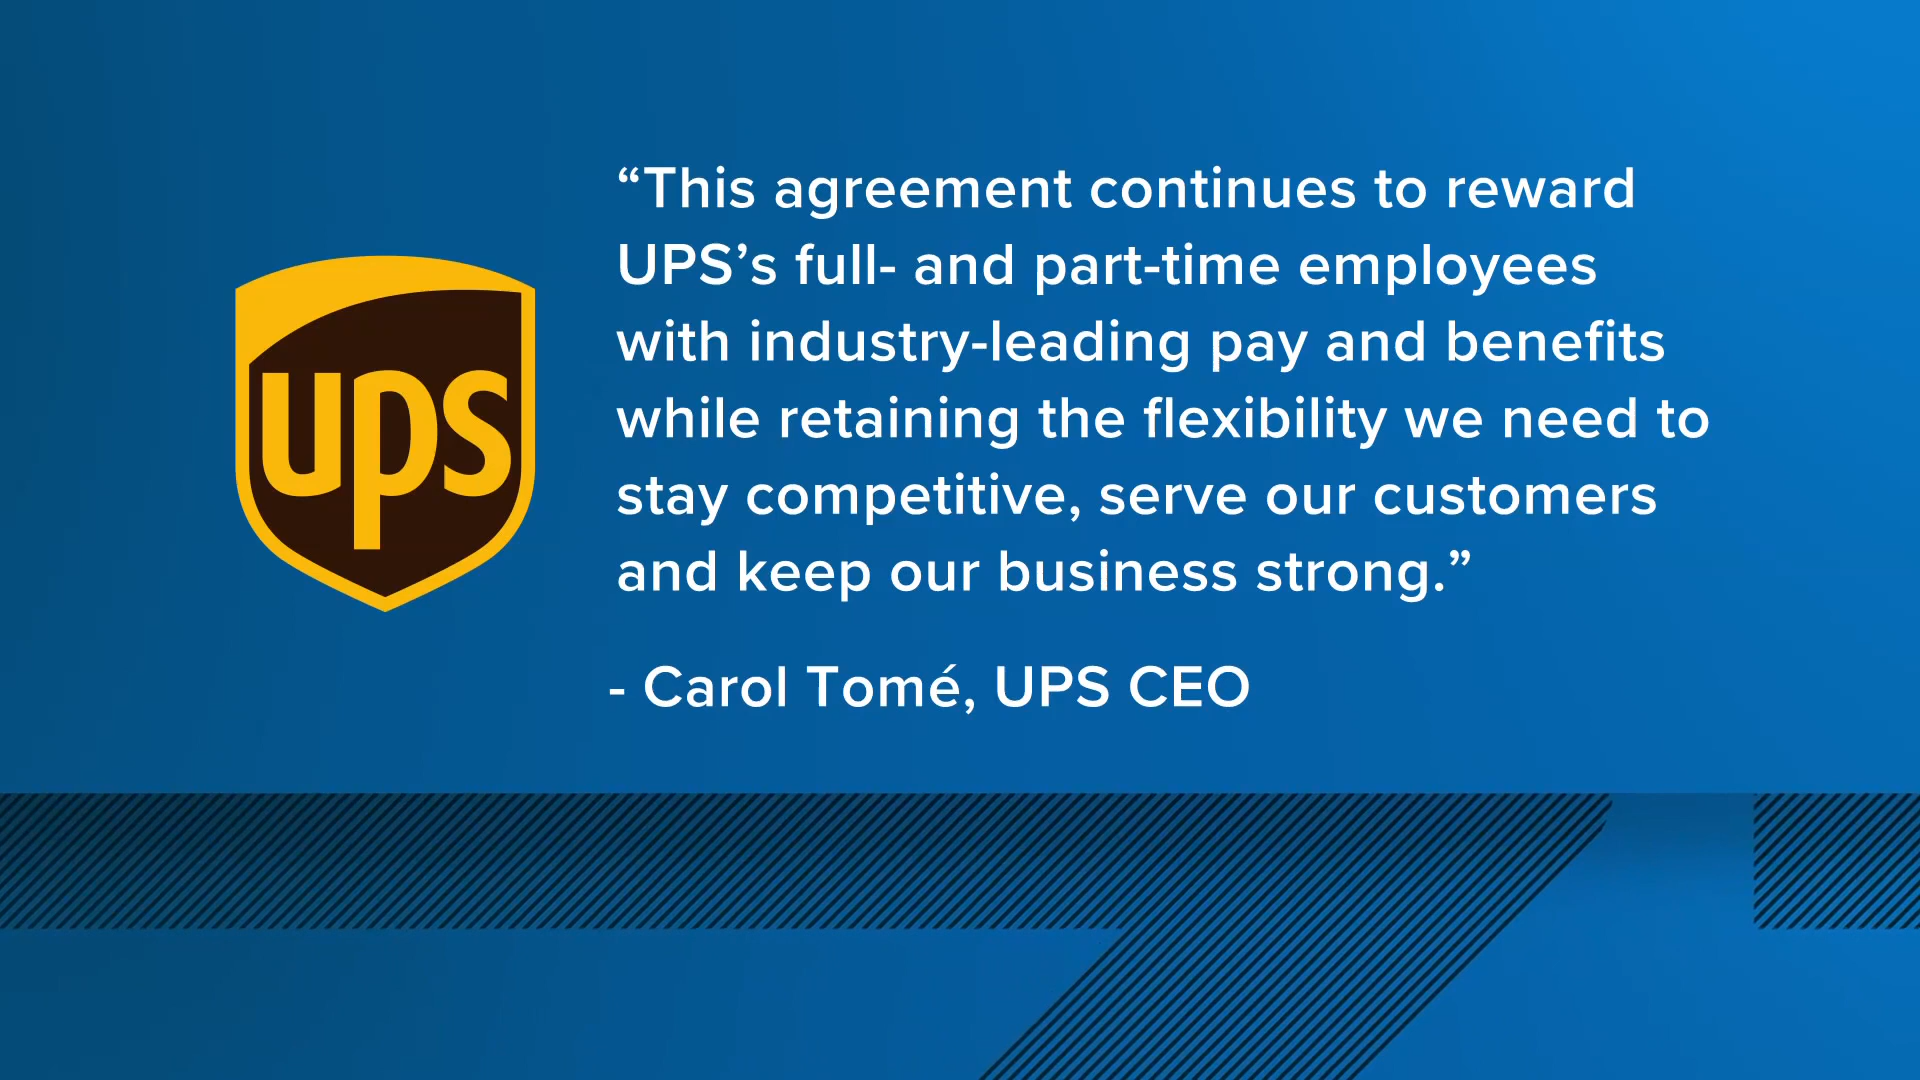 ups
“This agreement continues to reward
UPS’s full- and part-time employees
with industry-leading pay and benefits
while retaining the flexibility we need to
stay competitive, serve our customers
and keep our business strong.”
- Carol Tomé, UPS CEO